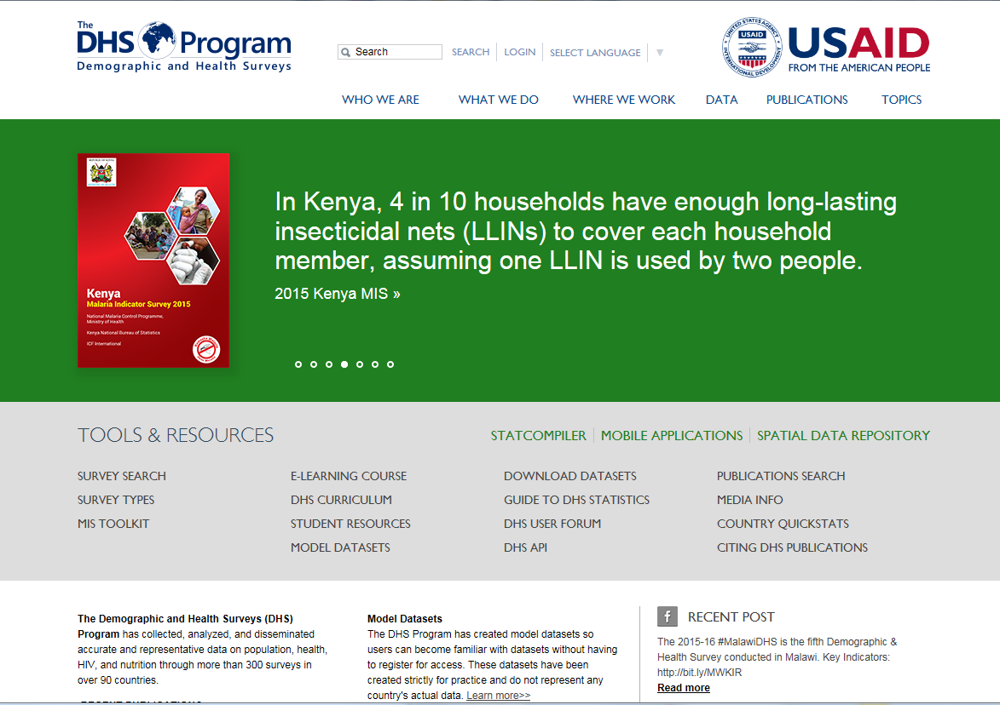 The
DHS Program
Demographic and Health Surveys
Search
SEARCH
LOGIN
SELECT LANGUAGE
▼
UNITED STATES AGENCY
USAID
INTERNATIONAL DEVELOPMENT
USAID
FROM THE AMERICAN PEOPLE
WHO WE ARE
WHAT WE DO
WHERE WE WORK
DATA
PUBLICATIONS
TOPICS
REPUBLIC OF KENYA
Kenya
Malaria Indicator Survey 2015
National Malaria Control Programme,
Ministry of Health
Kenya National Bureau of Statistics
ICF International
In Kenya, 4 in 10 households have enough long-lasting
insecticidal nets (LLINs) to cover each household
member, assuming one LLIN is used by two people.
2015 Kenya MIS »
TOOLS & RESOURCES
STATCOMPILER
MOBILE APPLICATIONS
SPATIAL DATA REPOSITORY
SURVEY SEARCH
SURVEY TYPES
MIS TOOLKIT
E-LEARNING COURSE
DHS CURRICULUM
STUDENT RESOURCES
MODEL DATASETS
DOWNLOAD DATASETS
GUIDE TO DHS STATISTICS
DHS USER FORUM
DHS API
PUBLICATIONS SEARCH
MEDIA INFO
COUNTRY QUICKSTATS
CITING DHS PUBLICATIONS
The Demographic and Health Surveys (DHS)
Program has collected, analyzed, and disseminated
accurate and representative data on population, health,
HIV, and nutrition through more than 300 surveys in
over 90 countries.
RECENT PUBLICATIONS
Model Datasets
The DHS Program has created model datasets so
users can become familiar with datasets without having
to register for access. These datasets have been
created strictly for practice and do not represent any
country's actual data. Learn more>>
f
RECENT POST
The 2015-16 #MalawiDHS is the fifth Demographic &
Health Survey conducted in Malawi. Key Indicators:
http://bit.ly/MWKIR
Read more